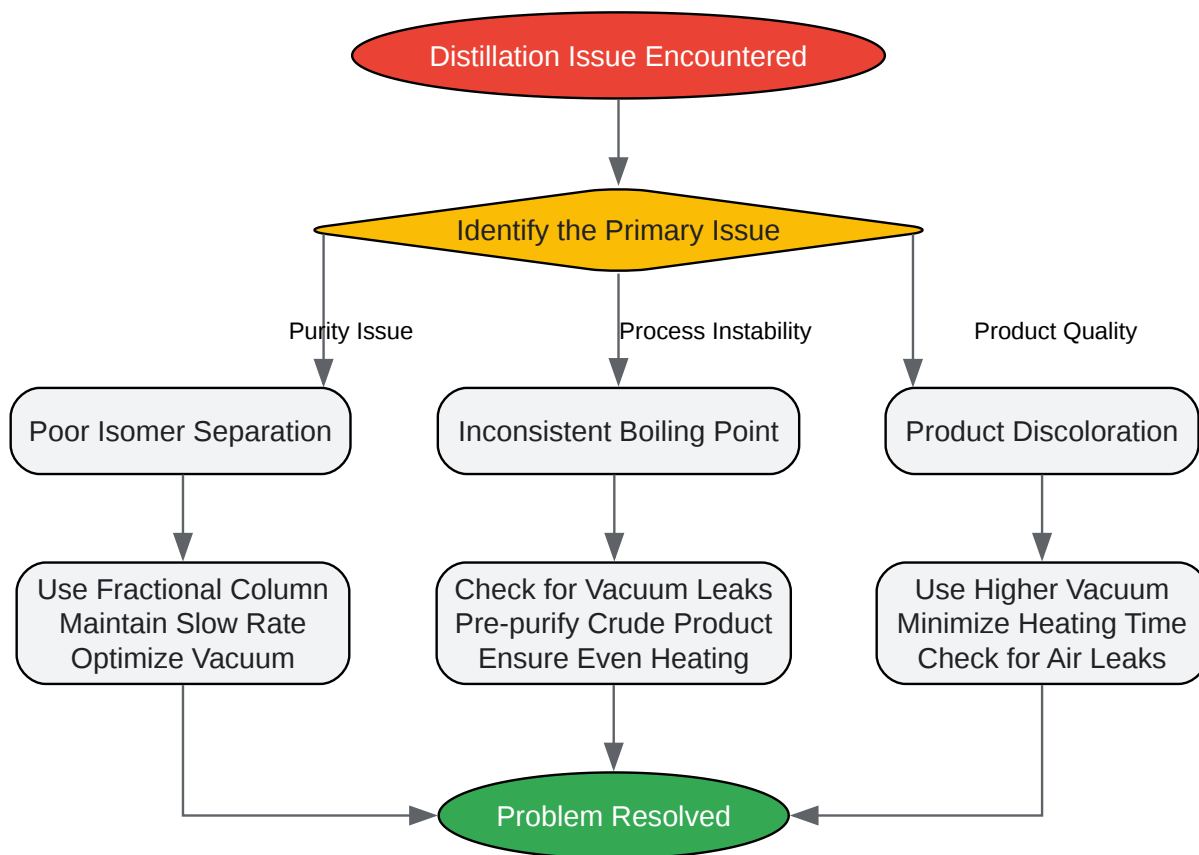 Distillation Issue Encountered
Identify the Primary Issue
Purity Issue
Process Instability
Product Quality
Poor Isomer Separation
Inconsistent Boiling Point
Product Discoloration
Use Fractional Column
Maintain Slow Rate
Optimize Vacuum
Check for Vacuum Leaks
Pre-purify Crude Product
Ensure Even Heating
Use Higher Vacuum
Minimize Heating Time
Check for Air Leaks
Problem Resolved